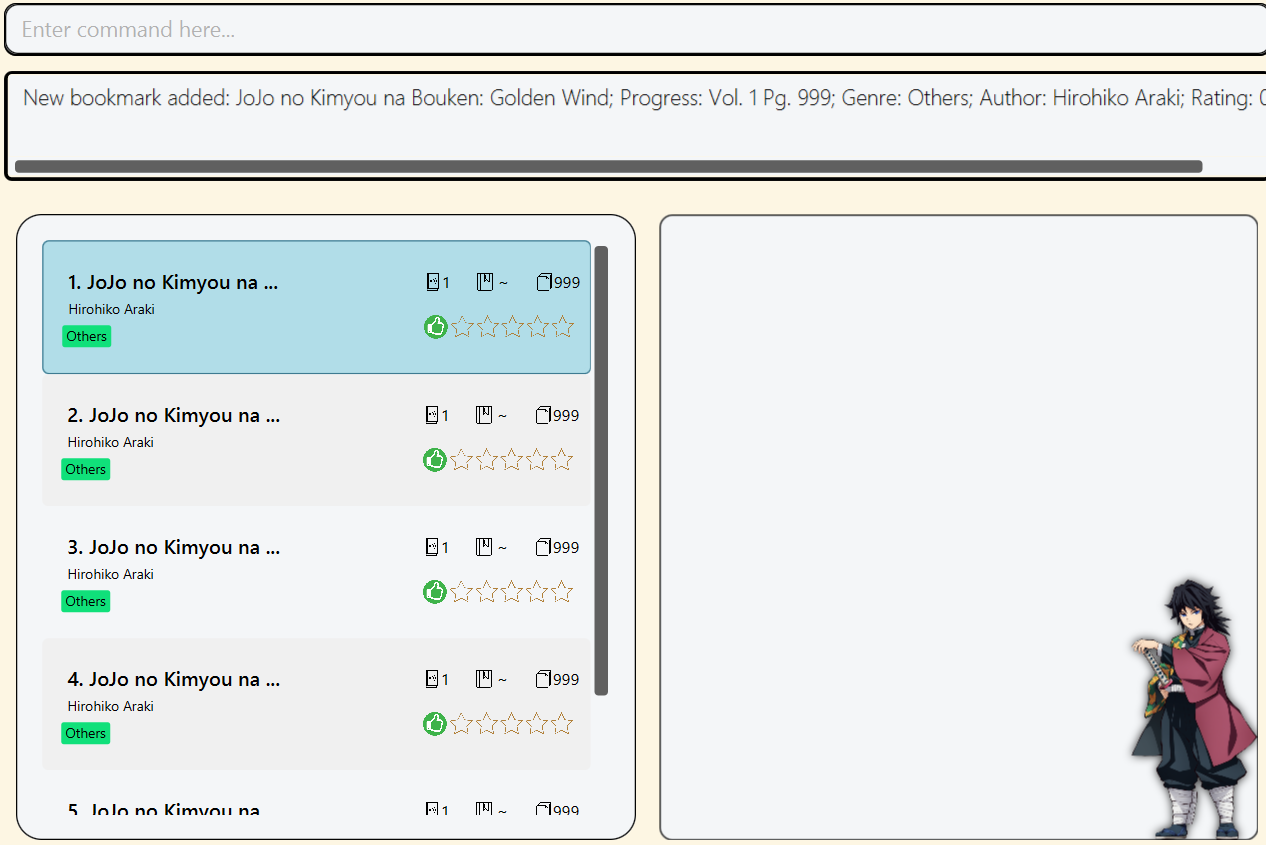 Enter command here...
New bookmark added: JoJo no Kimyou na Bouken: Golden Wind; Progress: Vol. 1 Pg. 999; Genre: Others; Author: Hirohiko Araki; Rating: 0
1. JoJo no Kimyou na ... 1 ~ 999
Hirohiko Araki
Others
2. JoJo no Kimyou na ... 1 ~ 999
Hirohiko Araki
Others
3. JoJo no Kimyou na ... 1 ~ 999
Hirohiko Araki
Others
4. JoJo no Kimyou na ... 1 ~ 999
Hirohiko Araki
Others
5. JoJo no Kimyou na 1 ~ 999